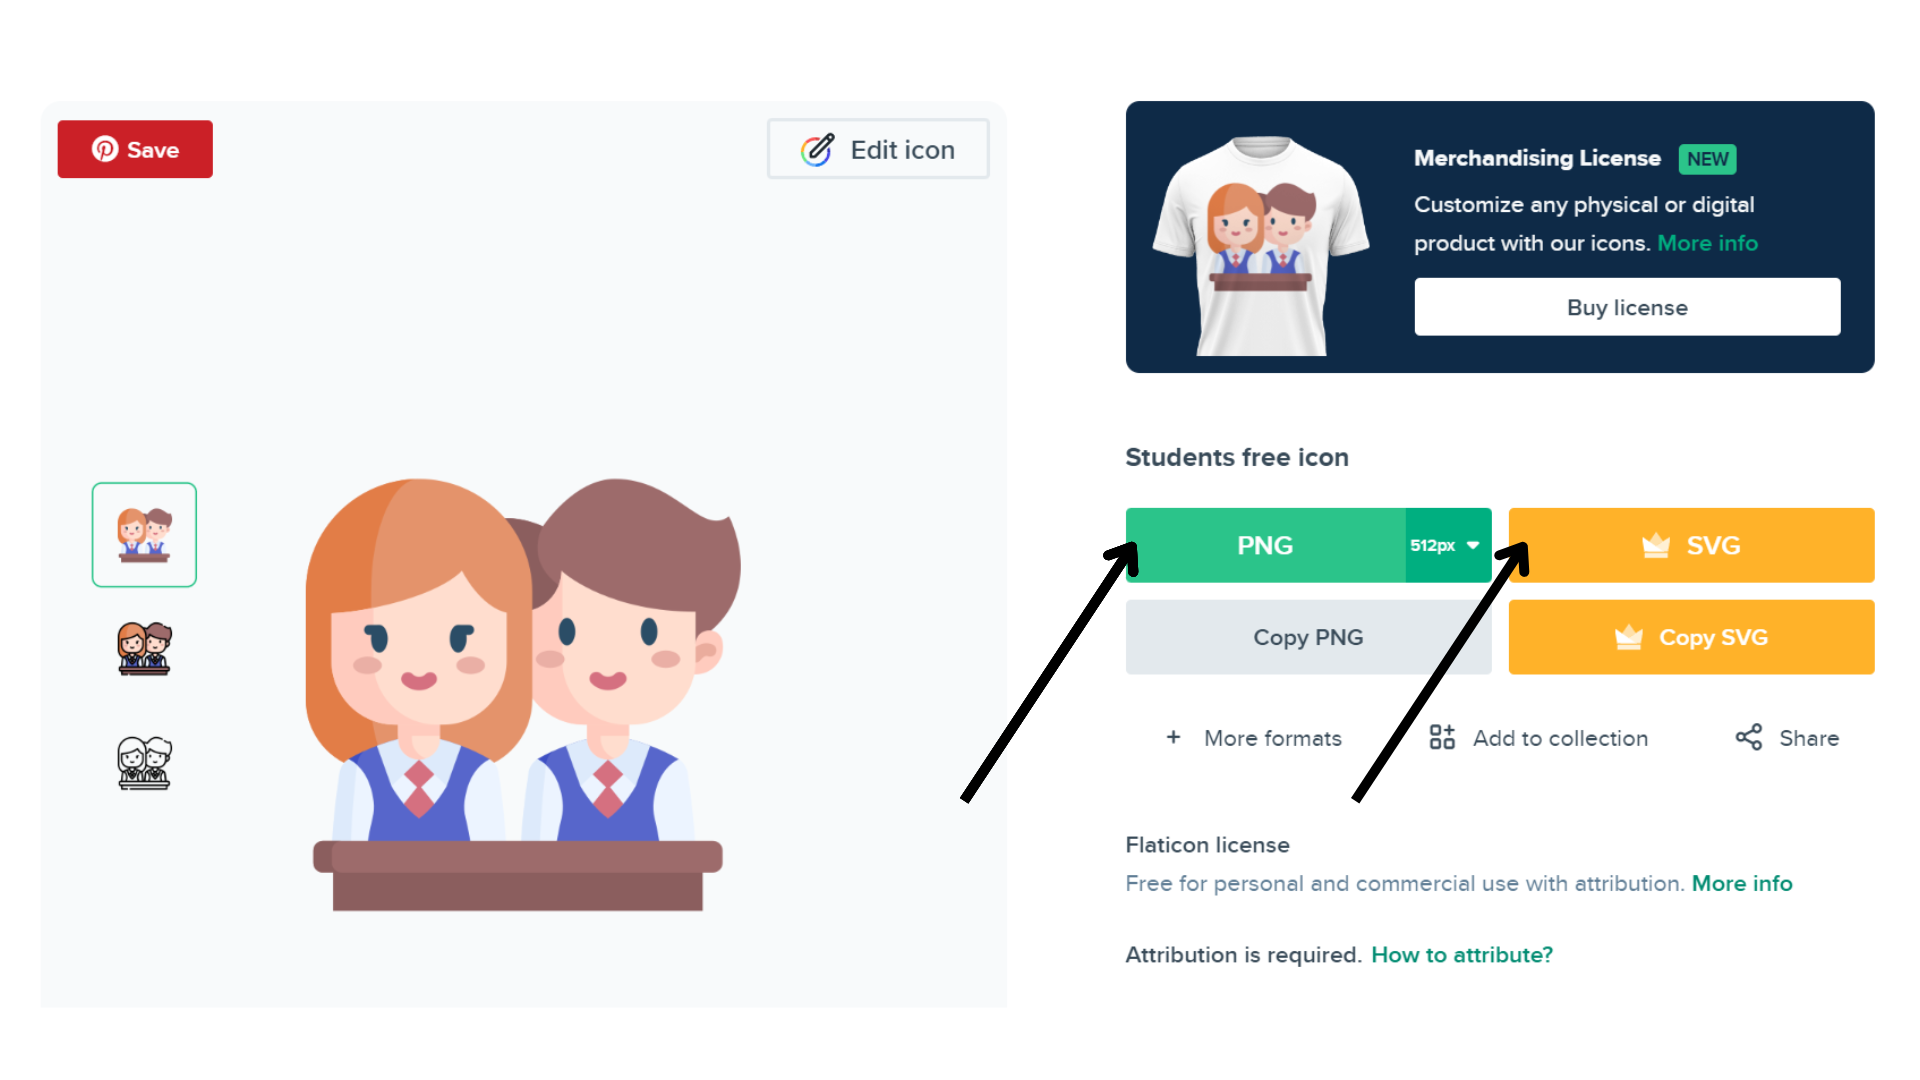 Save
Edit icon
Merchandising License NEW
Customize any physical or digital
product with our icons. More info
Buy license
Students free icon
PNG 512px
SVG
Copy PNG
Copy SVG
+ More formats
Add to collection
Share
Flaticon license
Free for personal and commercial use with attribution. More info
Attribution is required. How to attribute?